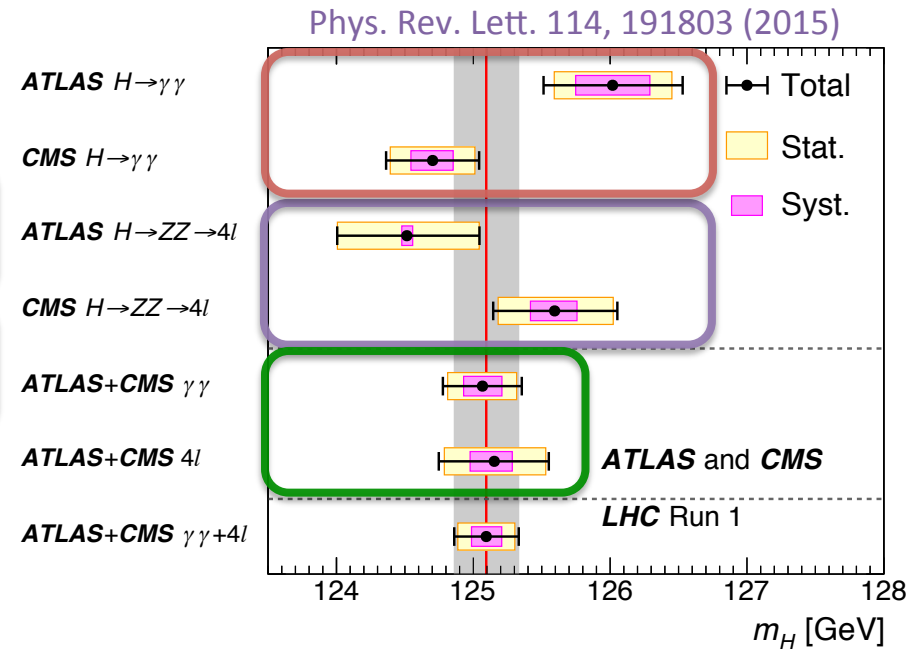 Phys. Rev. Lett. 114, 191803 (2015)
ATLAS H→γγ
Total
CMS H→γγ
Stat.
Syst.
ATLAS H→ZZ→4l
CMS H→ZZ→4l
ATLAS+CMS γγ
ATLAS+CMS 4l
ATLAS and CMS
LHC Run 1
ATLAS+CMS γγ+4l
124 125 126 127 128
m_H [GeV]